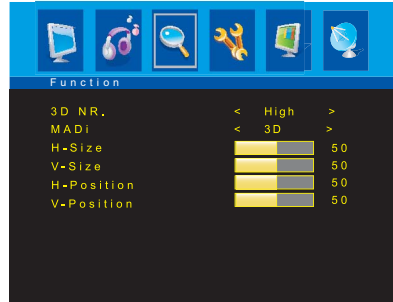 Function
3D NR. < High >
MADi < 3D >
H-Size 50
V-Size 50
H-Position 50
V-Position 50